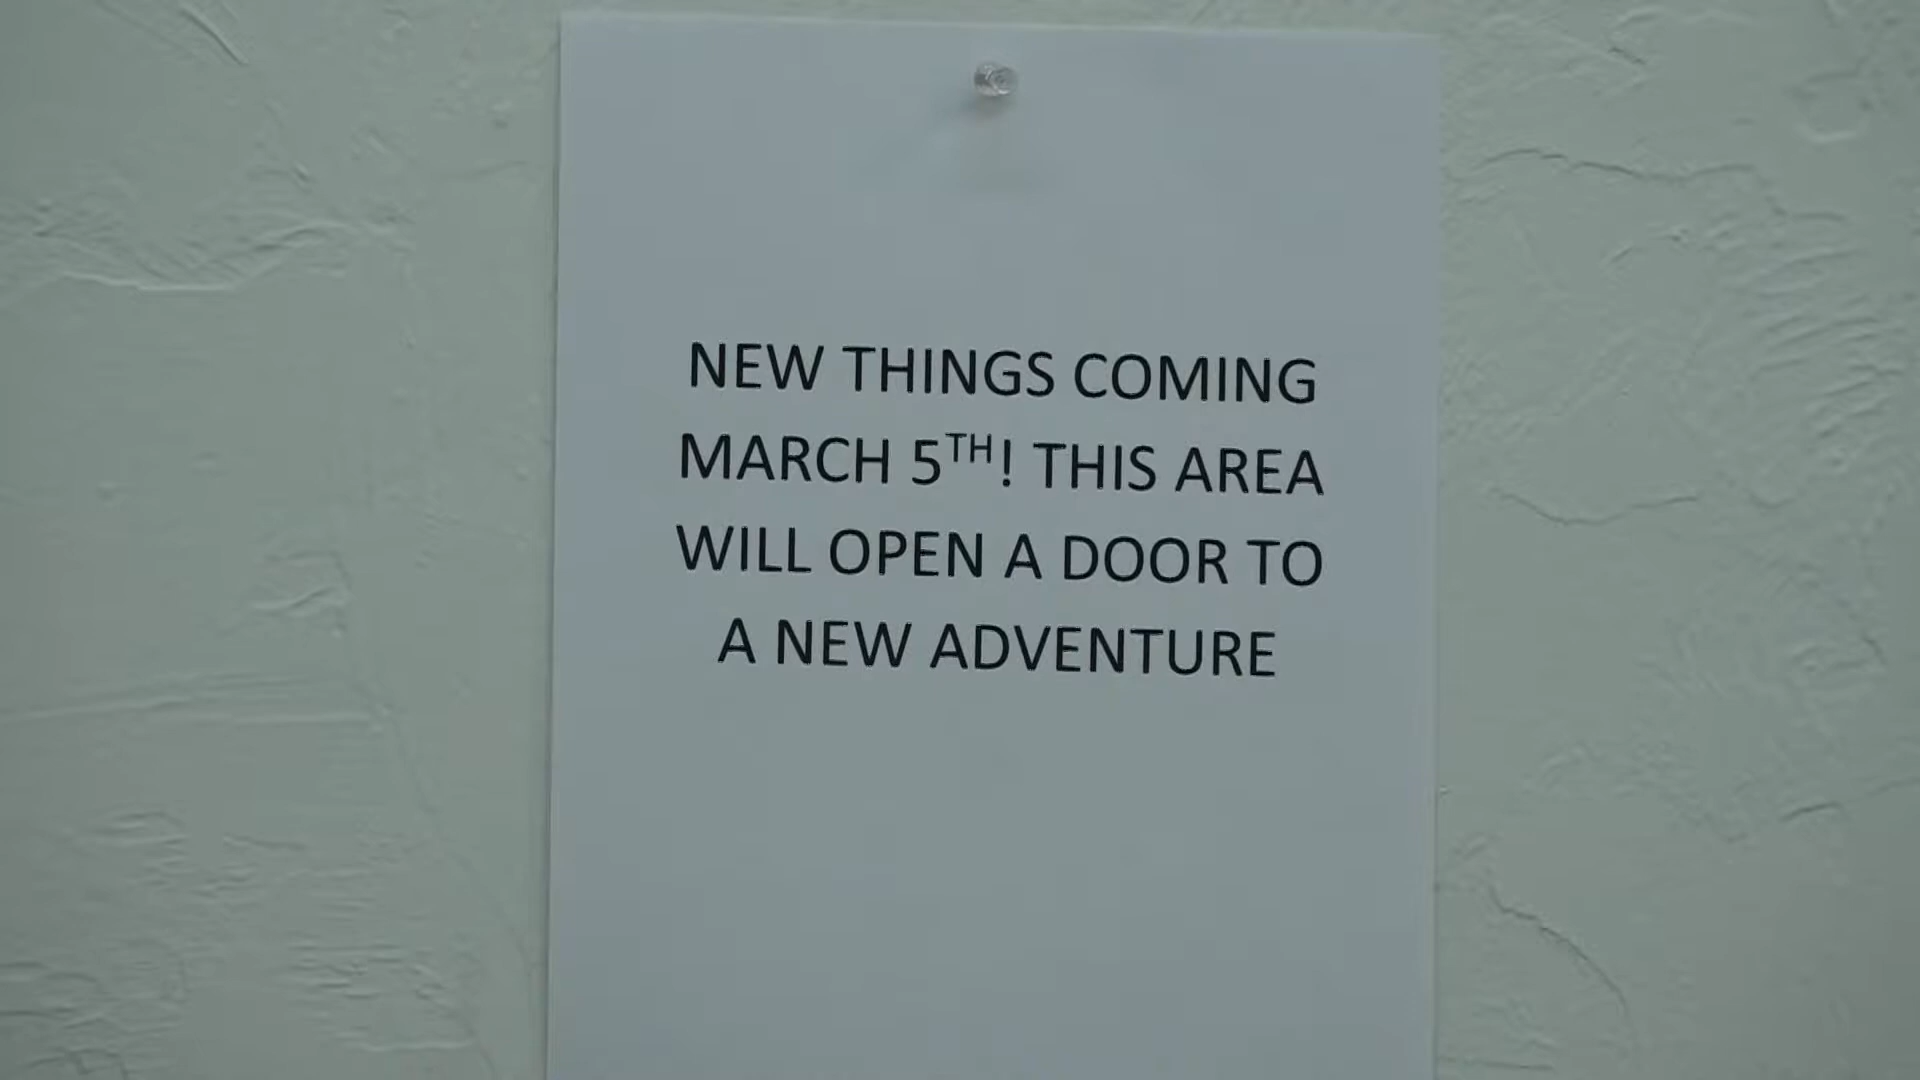 NEW THINGS COMING
MARCH 5TH! THIS AREA
WILL OPEN A DOOR TO
A NEW ADVENTURE